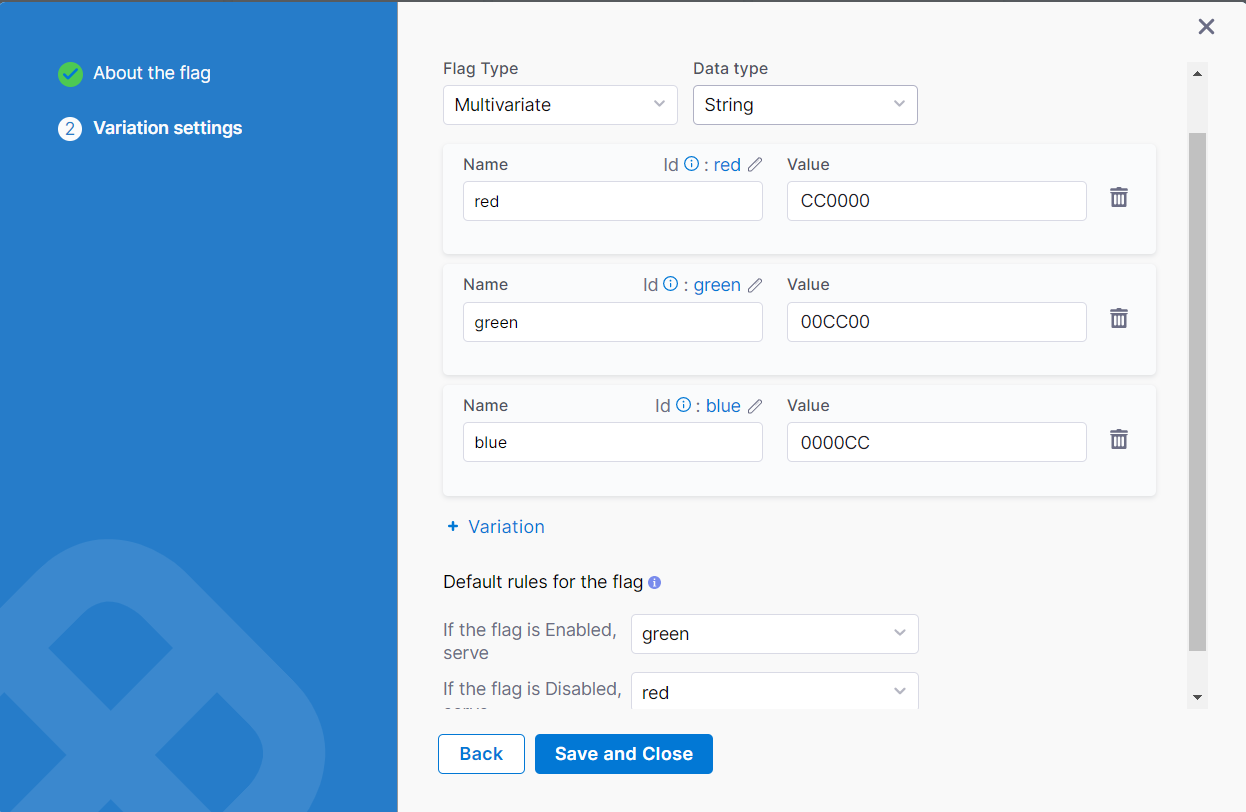 About the flag
2 Variation settings
Flag Type
Data type
Multivariate
String
Name
Id : red
Value
red
CC0000
Name
Id : green
Value
green
00CC00
Name
Id : blue
Value
blue
0000CC
+ Variation
Default rules for the flag
If the flag is Enabled,
serve
green
If the flag is Disabled,
red
Back
Save and Close